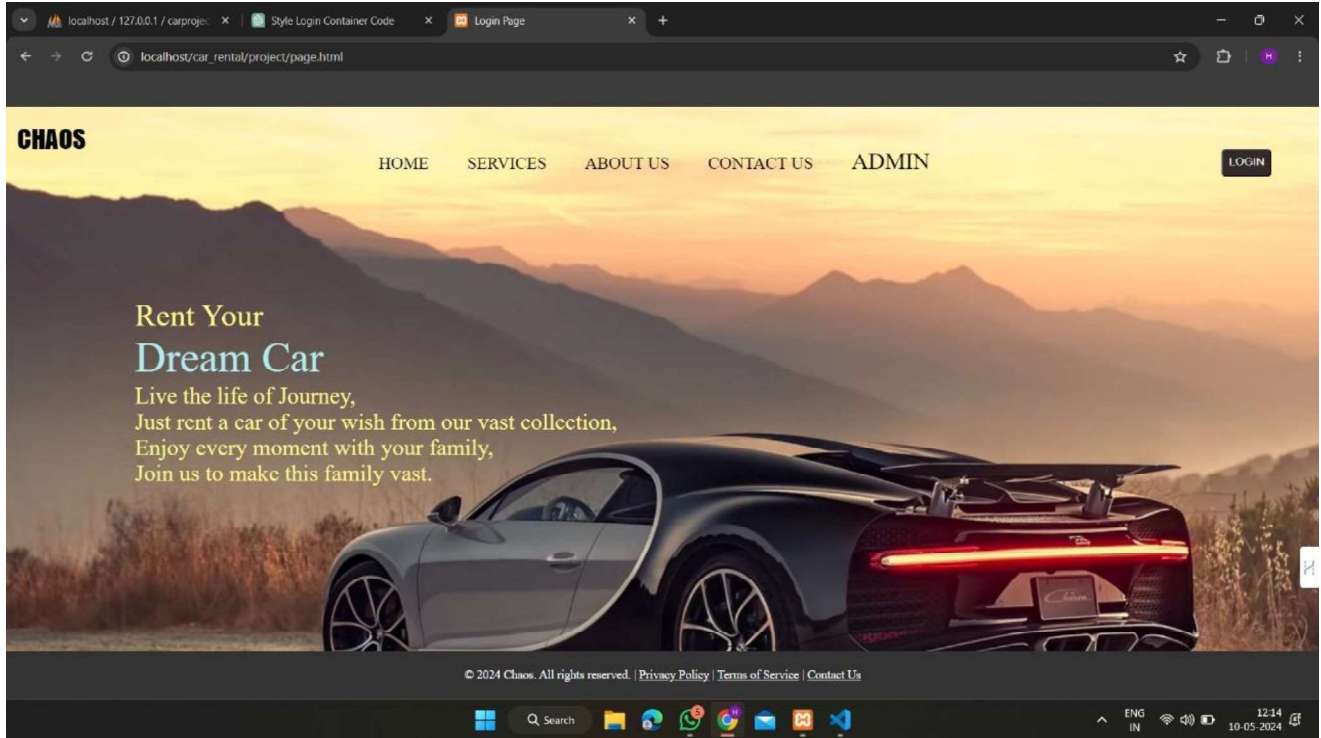 localhost / 127.0.0.1 / carprojec
Style Login Container Code
Login Page
localhost/car_rental/project/page.html
H
CHAOS
HOME SERVICES ABOUT US CONTACT US ADMIN
LOGIN
Rent Your
Dream Car
Live the life of Journey,
Just rent a car of your wish from our vast collection,
Enjoy every moment with your family,
Join us to make this family vast.
Chiron
© 2024 Chaos. All rights reserved. | Privacy Policy | Terms of Service | Contact Us
Search
5
H
ENG
IN
12:14
10-05-2024